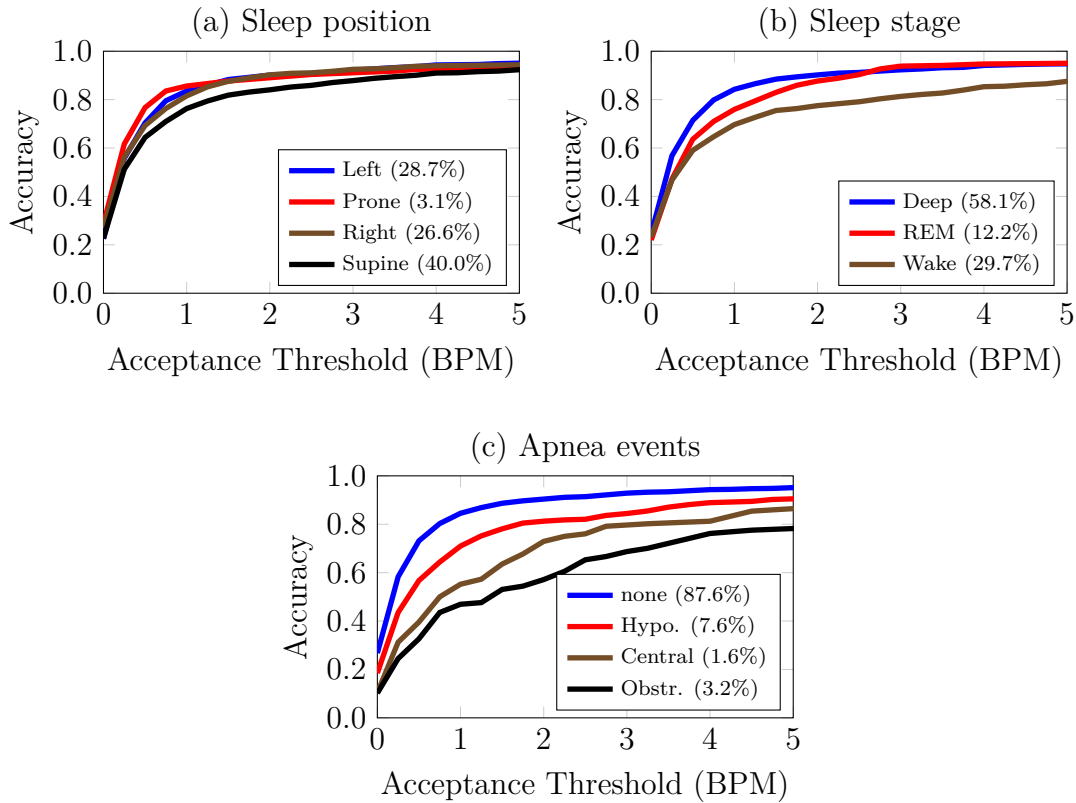 (a) Sleep position
1.0
0.8
0.6
0.4
0.2
0.0
Accuracy
Left (28.7%)
Prone (3.1%)
Right (26.6%)
Supine (40.0%)
0 1 2 3 4 5
Acceptance Threshold (BPM)
(b) Sleep stage
1.0
0.8
0.6
0.4
0.2
0.0
Accuracy
Deep (58.1%)
REM (12.2%)
Wake (29.7%)
0 1 2 3 4 5
Acceptance Threshold (BPM)
(c) Apnea events
1.0
0.8
0.6
0.4
0.2
0.0
Accuracy
none (87.6%)
Hypo. (7.6%)
Central (1.6%)
Obstr. (3.2%)
0 1 2 3 4 5
Acceptance Threshold (BPM)